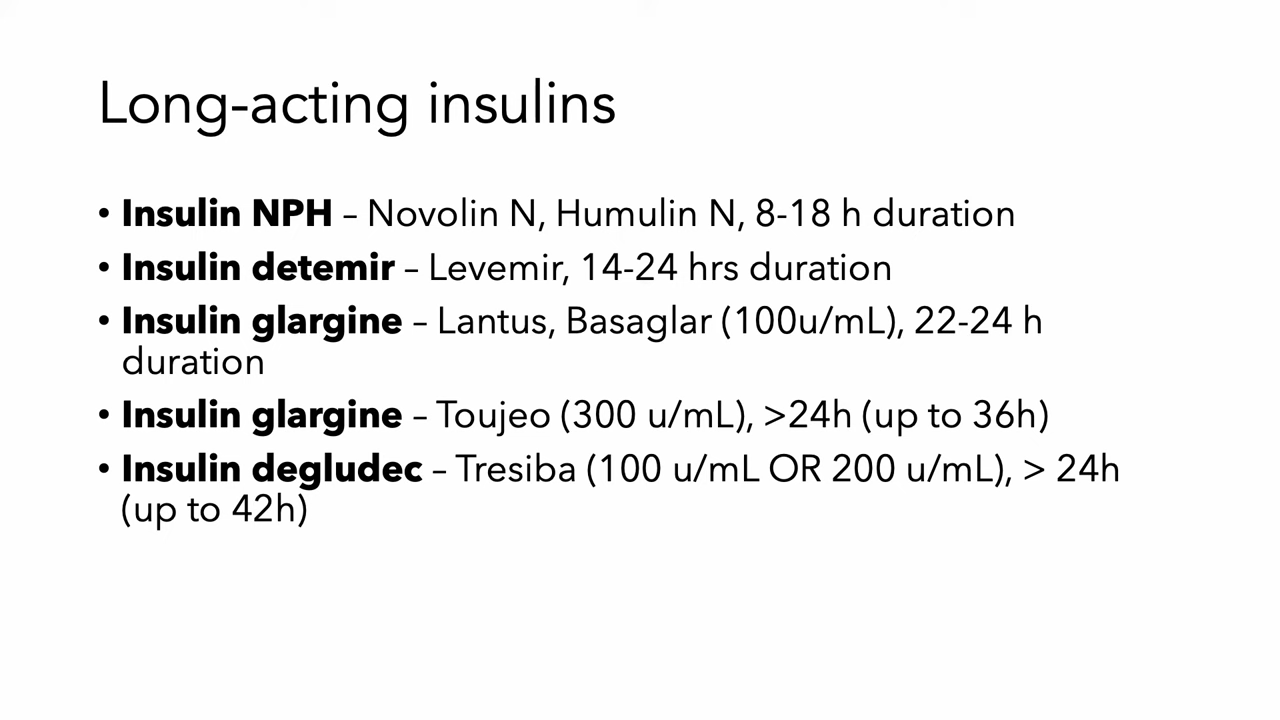 Long-acting insulins
• Insulin NPH – Novolin N, Humulin N, 8-18 h duration
• Insulin detemir – Levemir, 14-24 hrs duration
• Insulin glargine – Lantus, Basaglar (100u/mL), 22-24 h
duration
• Insulin glargine – Toujeo (300 u/mL), >24h (up to 36h)
• Insulin degludec – Tresiba (100 u/mL OR 200 u/mL), > 24h
(up to 42h)